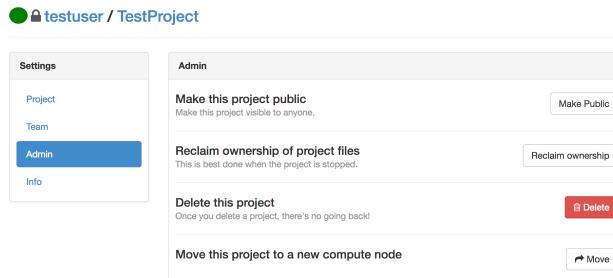 testuser / TestProject
Settings
Project
Team
Admin
Info
Admin
Make this project public
Make this project visible to anyone.
Make Public
Reclaim ownership of project files
This is best done when the project is stopped.
Reclaim ownership
Delete this project
Once you delete a project, there's no going back!
Delete
Move this project to a new compute node
Move